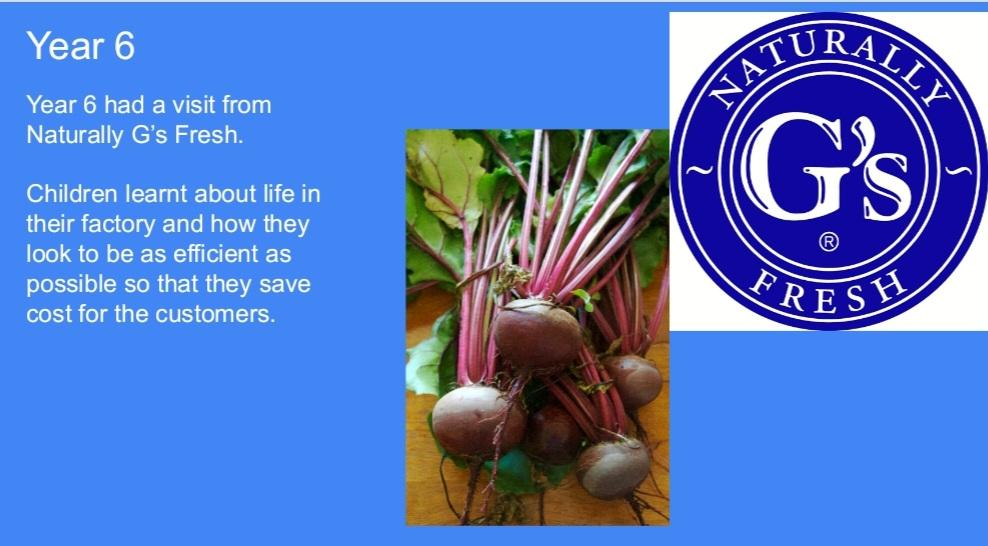 Year 6
Year 6 had a visit from
Naturally G’s Fresh.
Children learnt about life in
their factory and how they
look to be as efficient as
possible so that they save
cost for the customers.
NATURALLY
G’s
®
FRESH